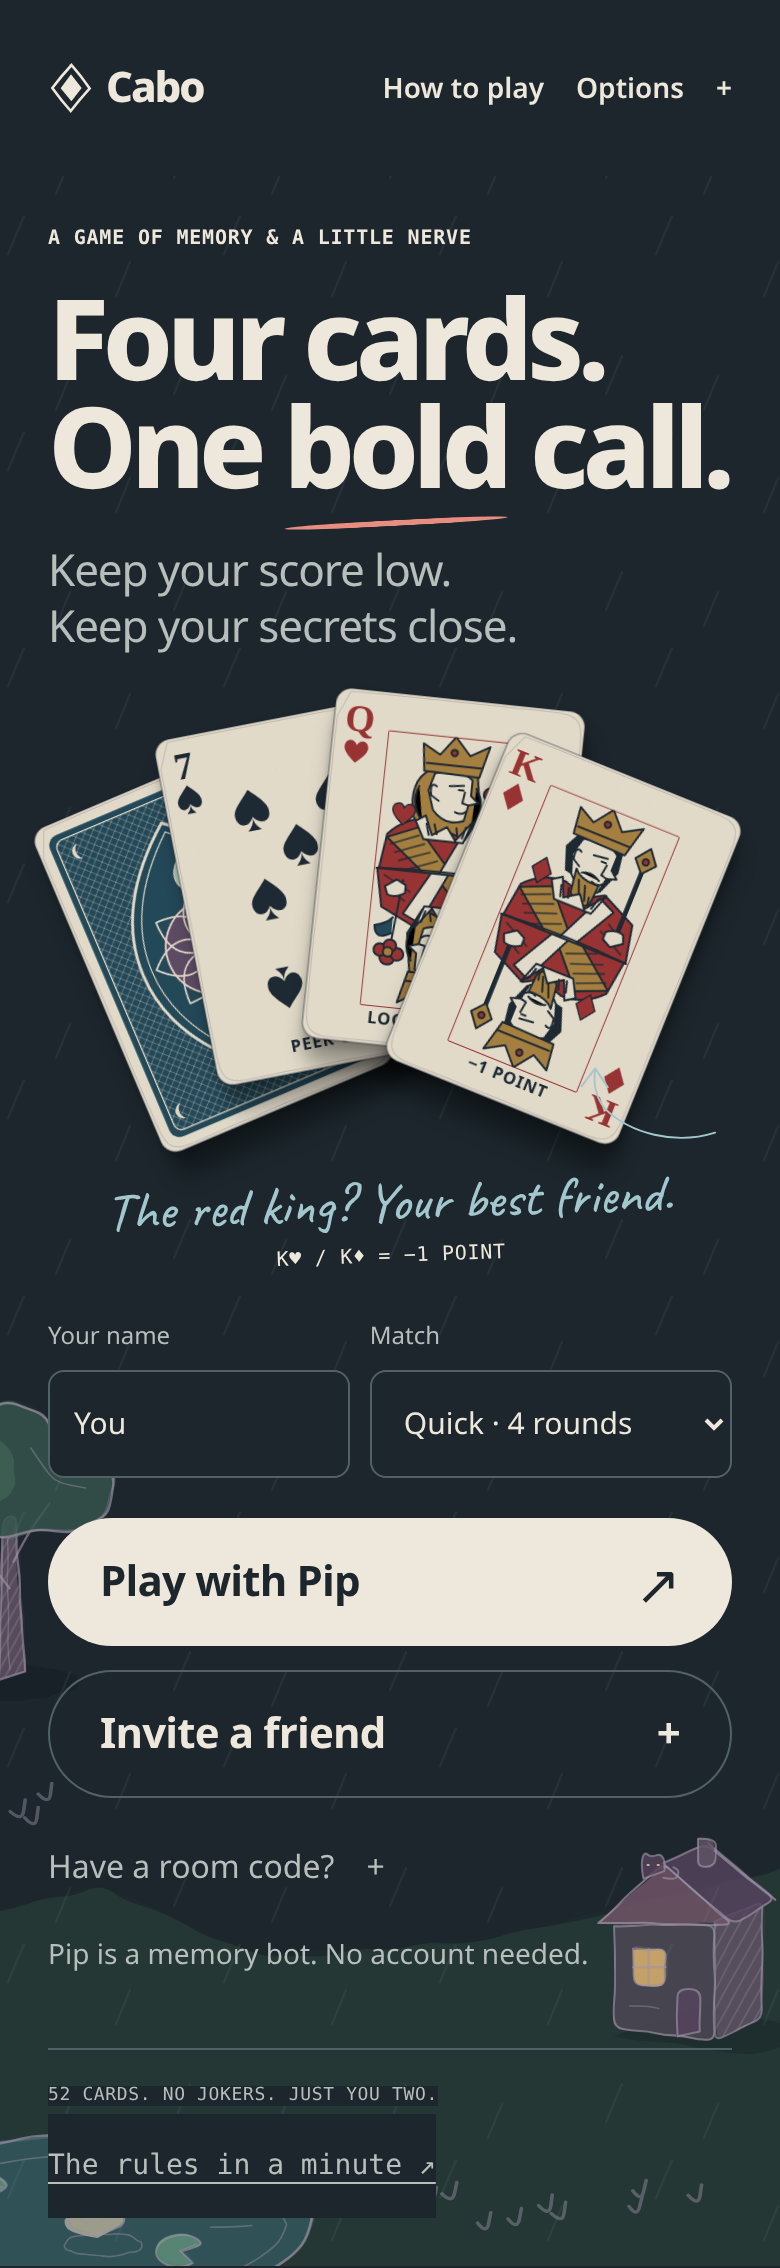 Cabo
How to play Options +
A GAME OF MEMORY & A LITTLE NERVE
Four cards.
One bold call.
Keep your score low.
Keep your secrets close.
7
Q
K
PEEK
−1 POINT
K
The red king? Your best friend.
K♥ / K♦ = −1 POINT
Your name Match
You Quick · 4 rounds
Play with Pip ↗
Invite a friend +
Have a room code? +
Pip is a memory bot. No account needed.
52 CARDS. NO JOKERS. JUST YOU TWO.
The rules in a minute ↗